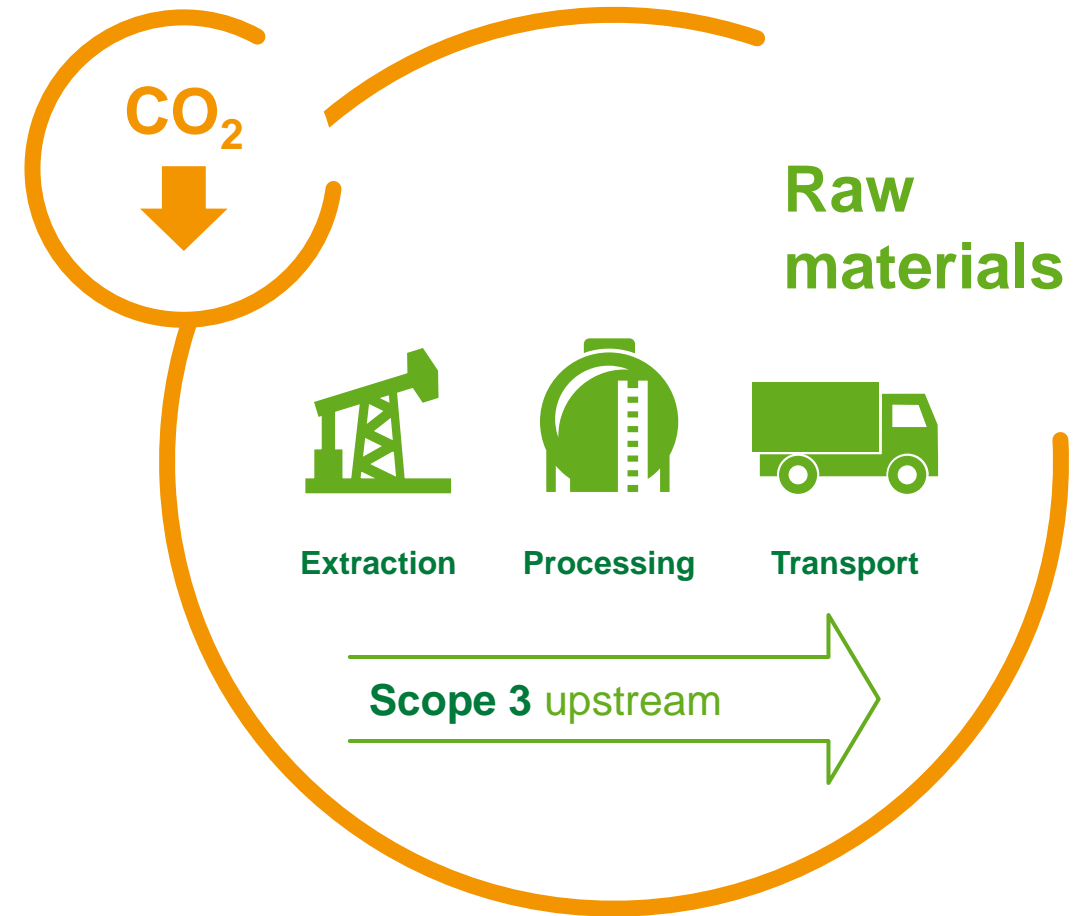 CO₂
Raw
materials
Extraction Processing Transport
Scope 3 upstream